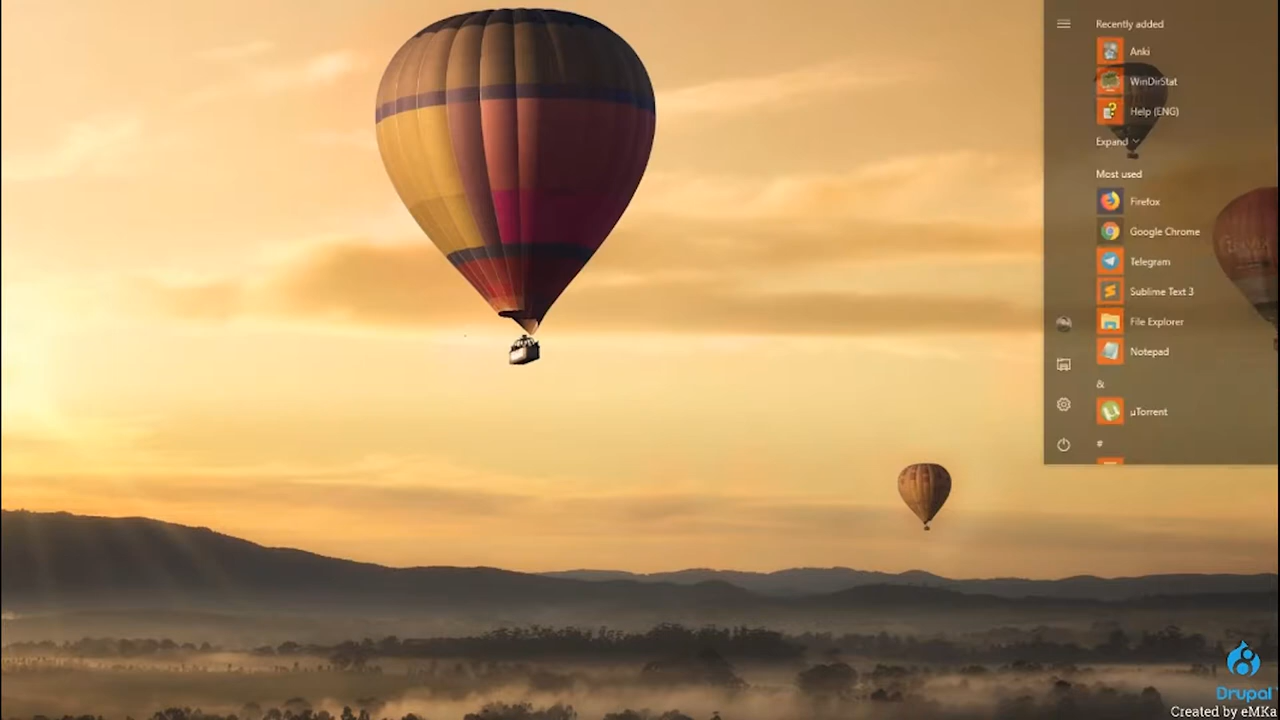 Recently added
Anki
WinDirStat
Help (ENG)
Expand
Most used
Firefox
Google Chrome
Telegram
Sublime Text 3
File Explorer
Notepad
&
µTorrent
#
Drupal
Created by eMKa